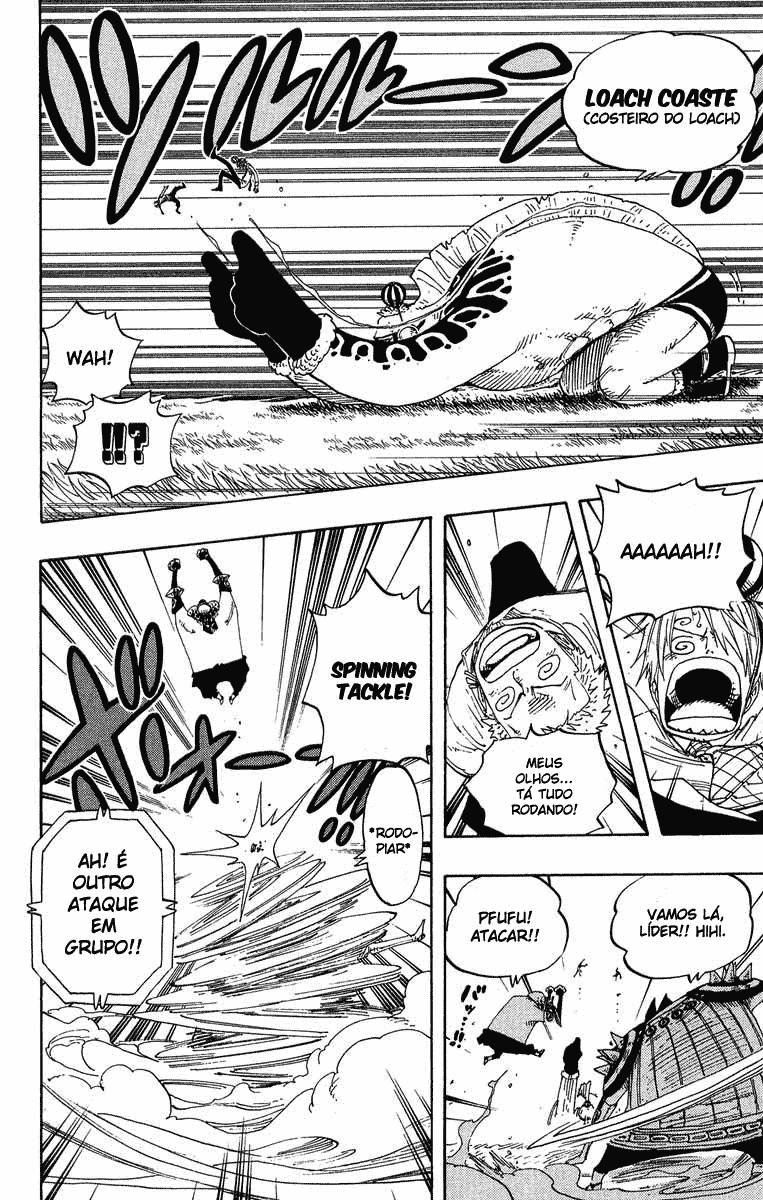 LOACH COASTE
(COSTEIRO DO LOACH)
WAH!
!!?
AAAAAAH!!
MEUS
OLHOS...
TÁ TUDO
RODANDO!
SPINNING
TACKLE!
*RODO-
PIAR*
AH! É
OUTRO
ATAQUE
EM
GRUPO!!
VAMOS LÁ,
LÍDER!! HIHI.
PFUFU!
ATACAR!!